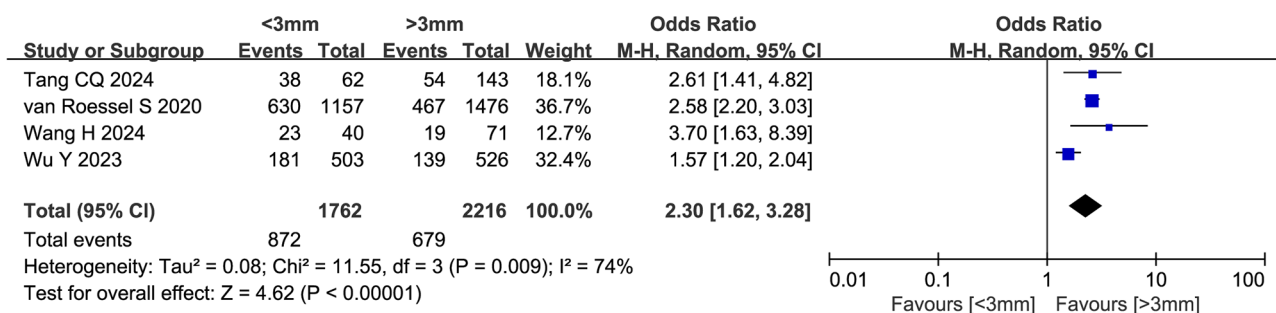 <3mm >3mm Odds Ratio Odds Ratio
Study or Subgroup Events Total Events Total Weight M-H, Random, 95% CI M-H, Random, 95% CI
Tang CQ 2024 38 62 54 143 18.1% 2.61 [1.41, 4.82]
van Roessel S 2020 630 1157 467 1476 36.7% 2.58 [2.20, 3.03]
Wang H 2024 23 40 19 71 12.7% 3.70 [1.63, 8.39]
Wu Y 2023 181 503 139 526 32.4% 1.57 [1.20, 2.04]
Total (95% CI) 1762 2216 100.0% 2.30 [1.62, 3.28]
Total events 872 679
Heterogeneity: Tau² = 0.08; Chi² = 11.55, df = 3 (P = 0.009); I² = 74%
Test for overall effect: Z = 4.62 (P < 0.00001)
0.01 0.1 1 10 100
Favours [<3mm] Favours [>3mm]